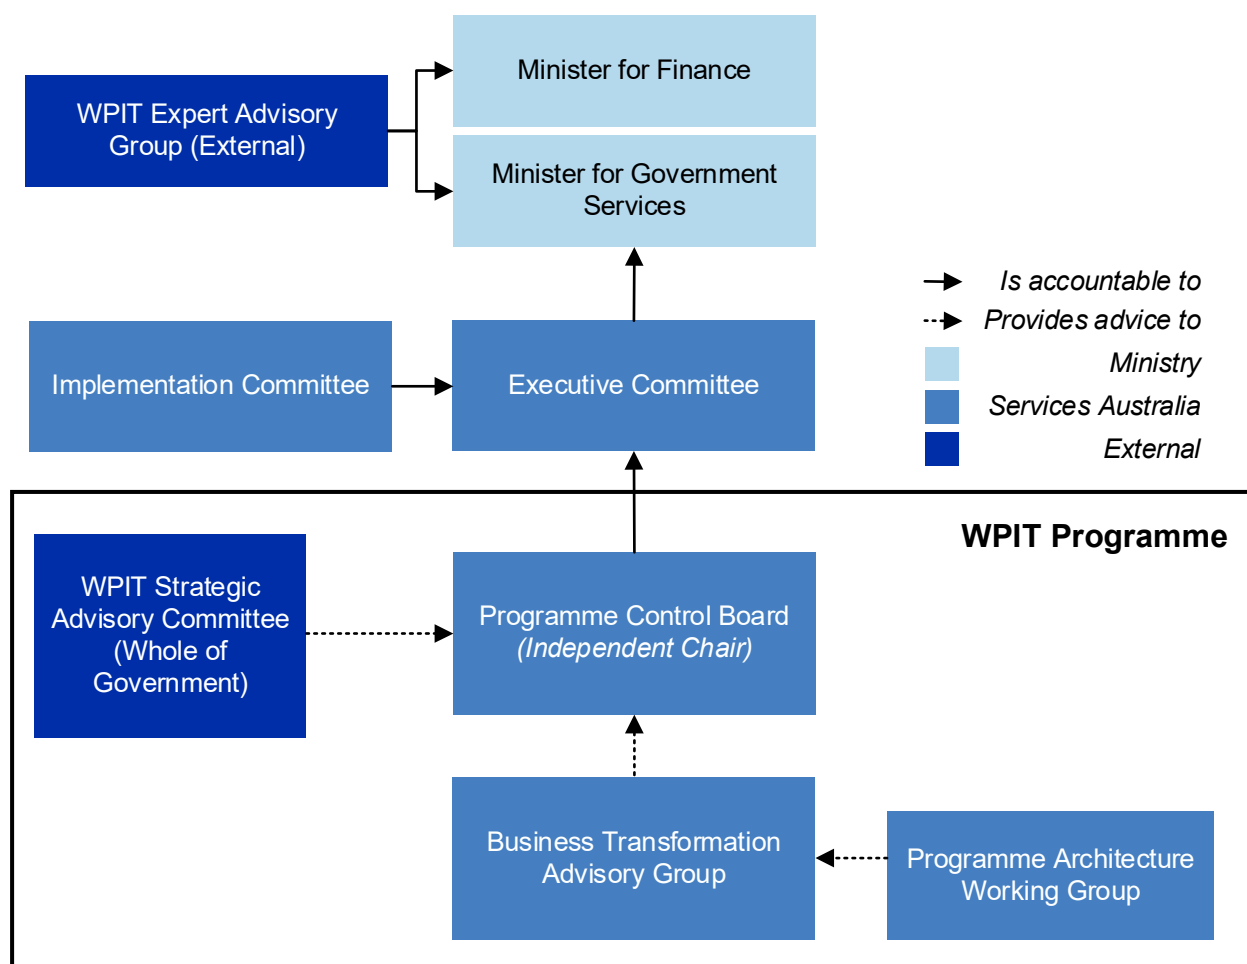 Minister for Finance
WPIT Expert Advisory
Group (External)
Minister for Government
Services
Is accountable to
Provides advice to
Ministry
Services Australia
External
Implementation Committee
Executive Committee
WPIT Programme
WPIT Strategic
Advisory Committee
(Whole of
Government)
Programme Control Board
(Independent Chair)
Business Transformation
Advisory Group
Programme Architecture
Working Group